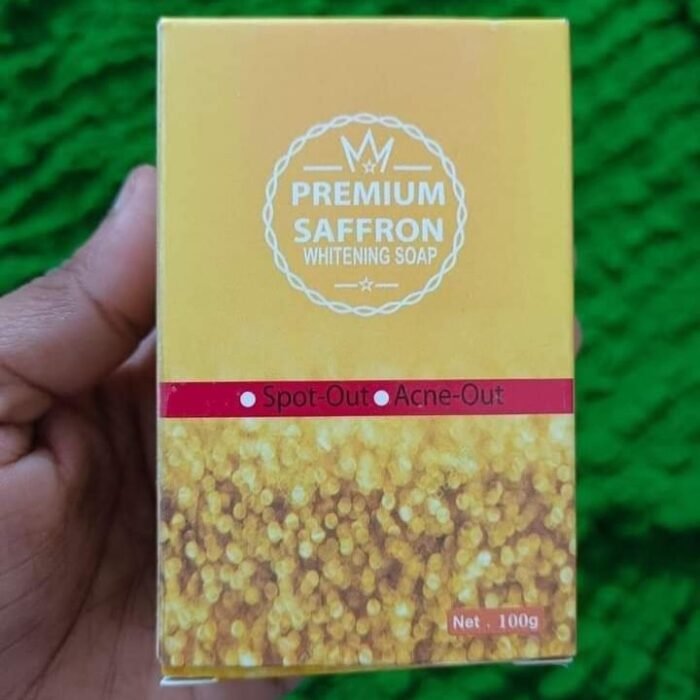 PREMIUM
SAFFRON
WHITENING SOAP
Spot-Out Acne-Out
Net . 100g